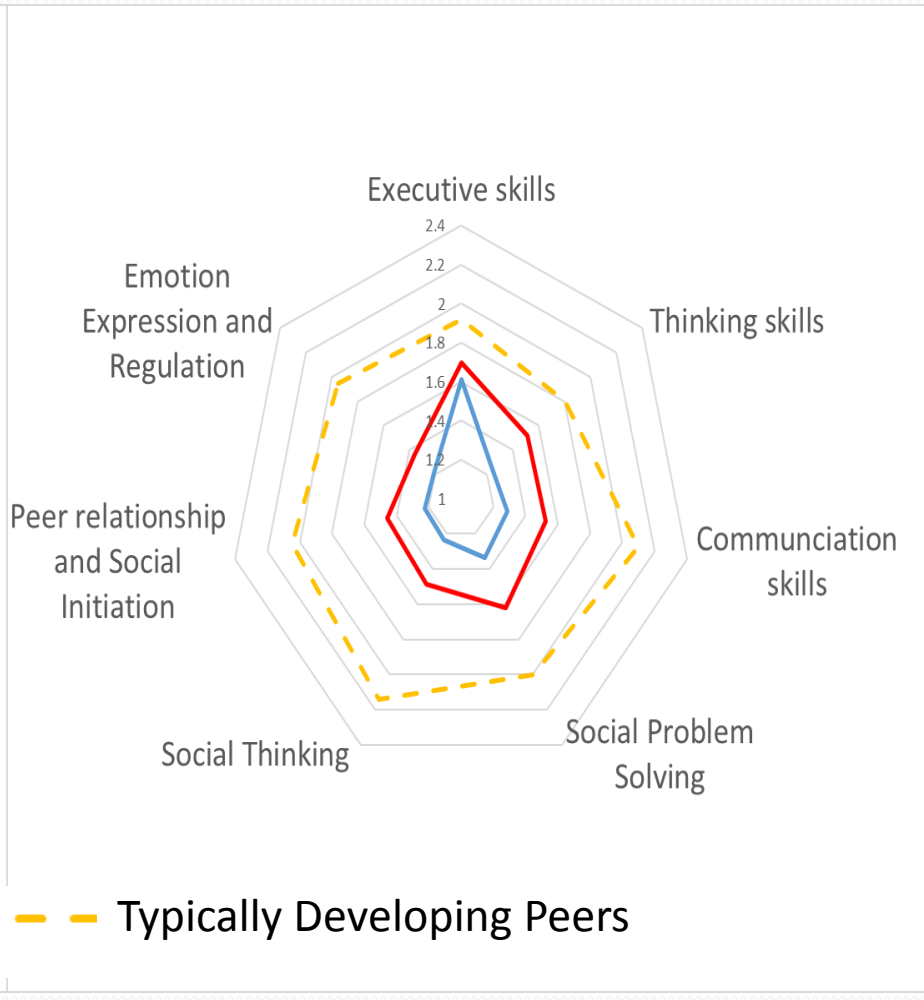 Executive skills
2.4
2.2
2
1.8
1.6
1.4
1.2
1
Thinking skills
Communciation
skills
Social Problem
Solving
Social Thinking
Peer relationship
and Social
Initiation
Emotion
Expression and
Regulation
Typically Developing Peers